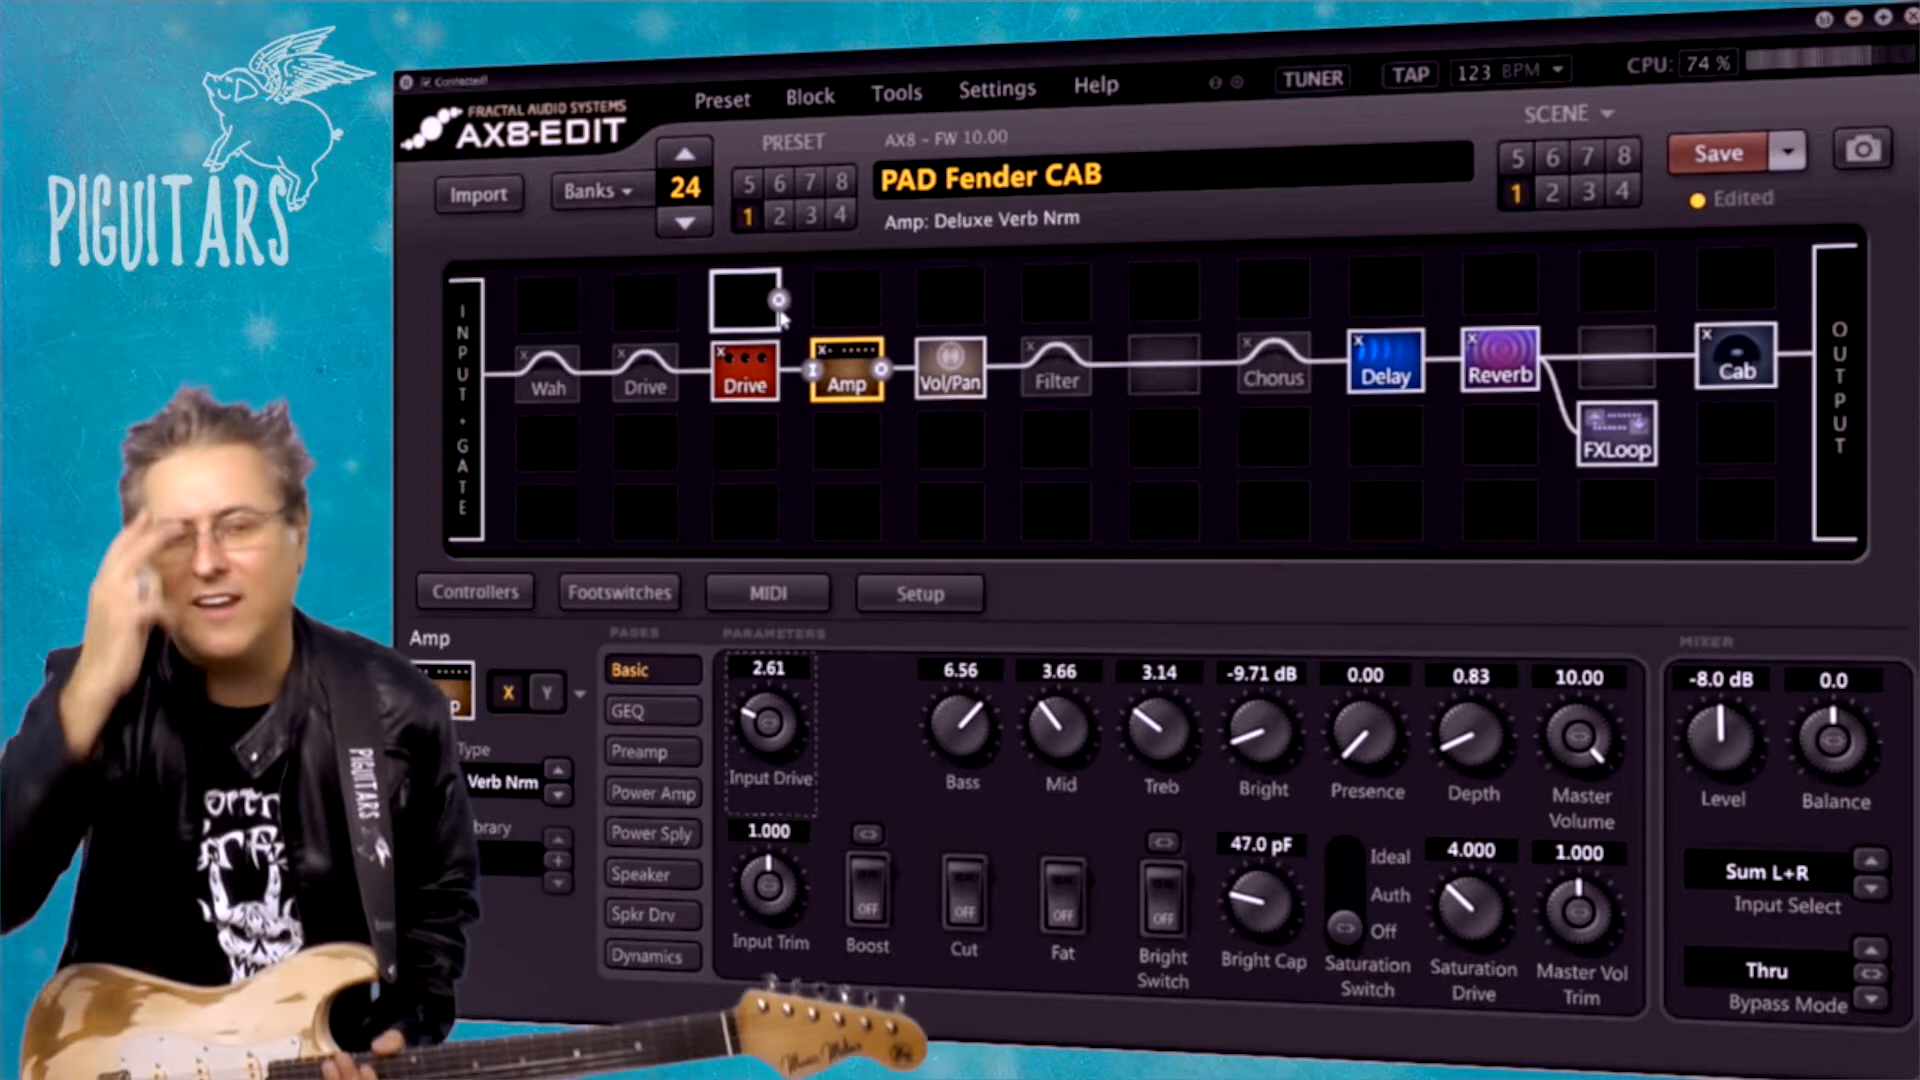 PIGUITARS
Connected!
FRACTAL AUDIO SYSTEMS
AX8-EDIT
Preset Block Tools Settings Help
TUNER TAP 123 BPM CPU: 74 %
Import Banks 24
PRESET
5 6 7 8
1 2 3 4
AX8 - FW 10.00
PAD Fender CAB
Amp: Deluxe Verb Nrm
SCENE
5 6 7 8
1 2 3 4
Save
Edited
INPUT • GATE
Wah Drive Drive Amp Vol/Pan Filter Chorus Delay Reverb Cab
FXLoop
OUTPUT
Controllers Footswitches MIDI Setup
Amp
X Y
Type
Verb Nrm
PAGES
Basic
GEQ
Preamp
Power Amp
Power Sply
Speaker
Spkr Drv
Dynamics
PARAMETERS
2.61 6.56 3.66 3.14 -9.71 dB 0.00 0.83 10.00
Input Drive Bass Mid Treb Bright Presence Depth Master Volume
1.000 47.0 pF 4.000 1.000
OFF OFF OFF OFF
Ideal
Auth
Off
Input Trim Boost Cut Fat Bright Switch Bright Cap Saturation Switch Saturation Drive Master Vol Trim
MIXER
-8.0 dB 0.0
Level Balance
Sum L+R
Input Select
Thru
Bypass Mode
PIGUITARS